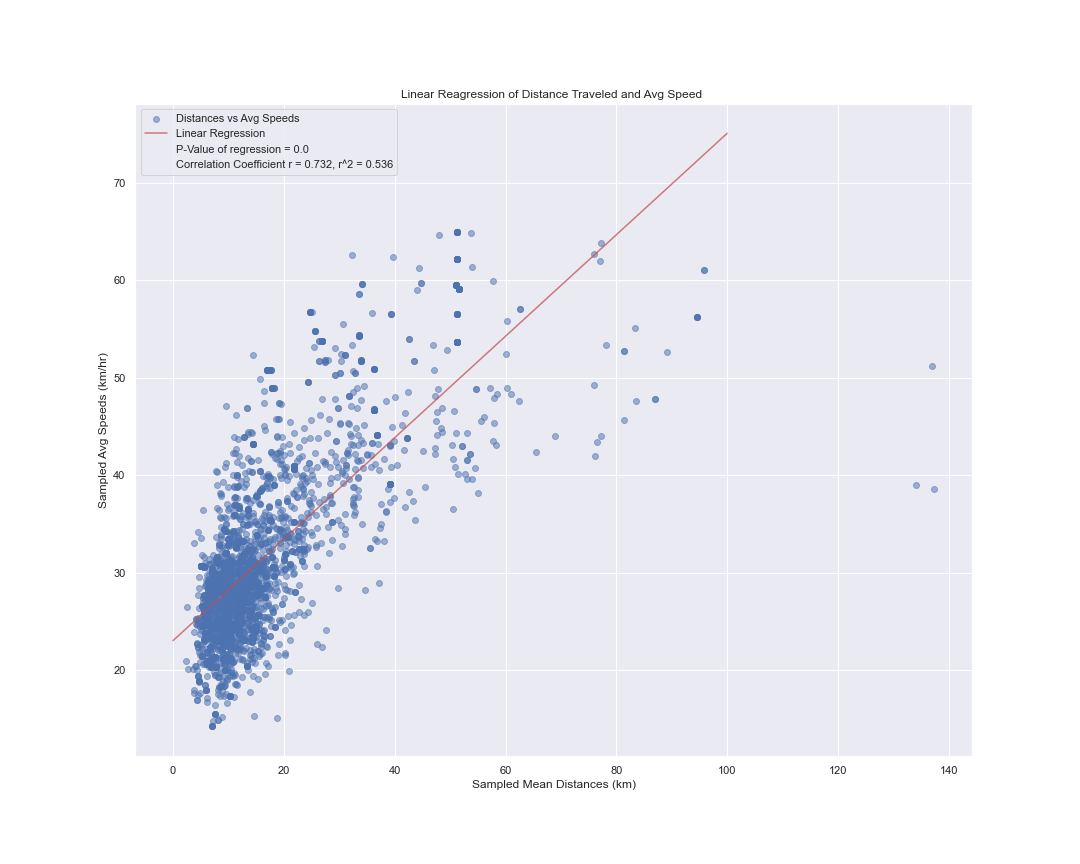 Linear Reagression of Distance Traveled and Avg Speed
Distances vs Avg Speeds
Linear Regression
P-Value of regression = 0.0
Correlation Coefficient r = 0.732, r^2 = 0.536
Sampled Avg Speeds (km/hr)
70
60
50
40
30
20
0 20 40 60 80 100 120 140
Sampled Mean Distances (km)